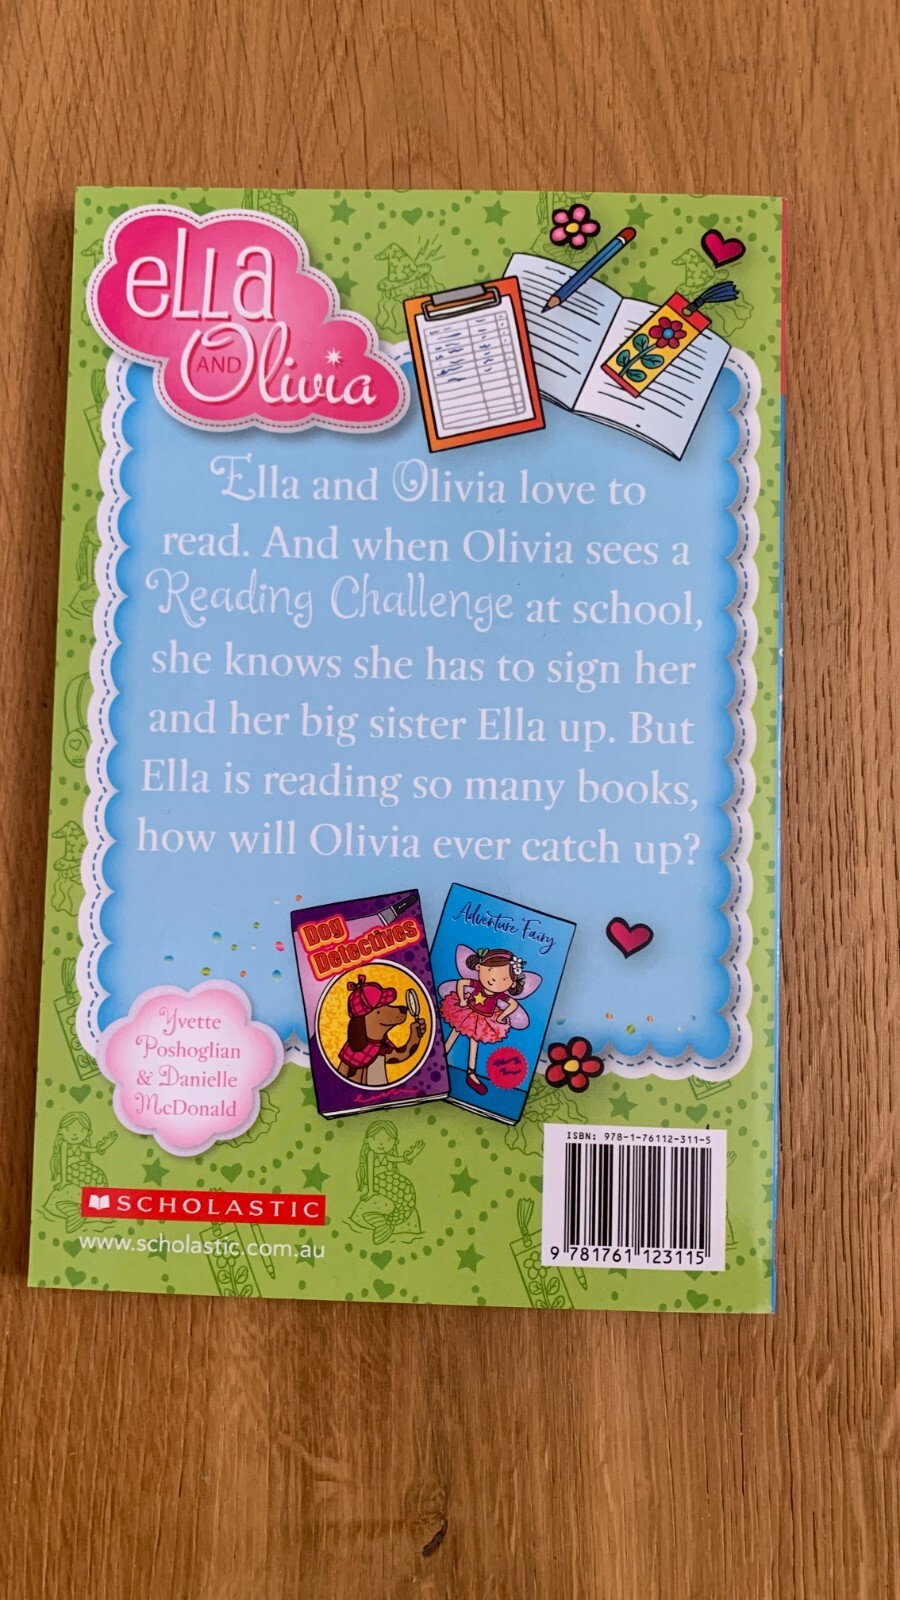 ella
AND
Olivia
Ella and Olivia love to
read. And when Olivia sees a
Reading Challenge at school,
she knows she has to sign her
and her big sister Ella up. But
Ella is reading so many books,
how will Olivia ever catch up?
Dog
Detectives
Adventure Fairy
Yvette
Poshoglian
& Danielle
McDonald
SCHOLASTIC
www.scholastic.com.au
ISBN: 978-1-76112-311-5
9 781761 123115